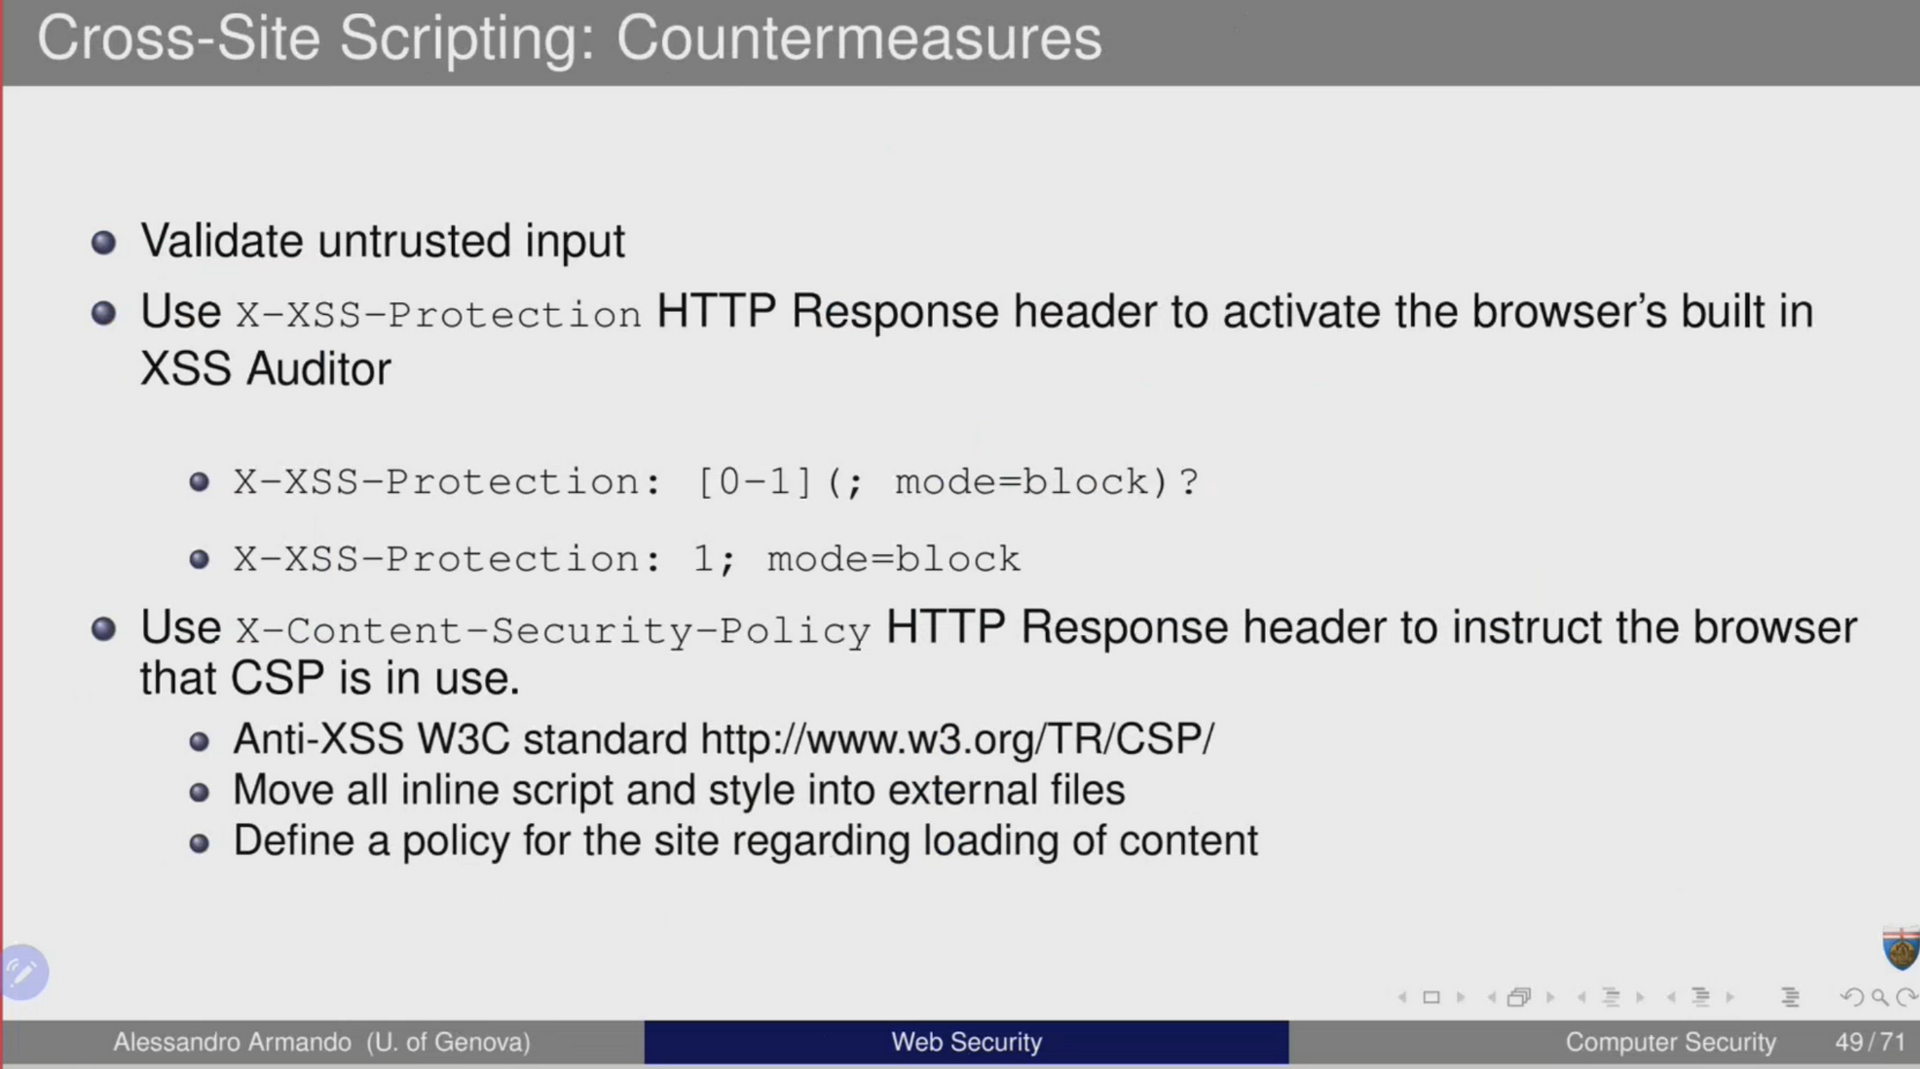 Cross-Site Scripting: Countermeasures
Validate untrusted input
Use X-XSS-Protection HTTP Response header to activate the browser's built in
XSS Auditor
X-XSS-Protection: [0-1](; mode=block)?
X-XSS-Protection: 1; mode=block
Use X-Content-Security-Policy HTTP Response header to instruct the browser
that CSP is in use.
Anti-XSS W3C standard http://www.w3.org/TR/CSP/
Move all inline script and style into external files
Define a policy for the site regarding loading of content
Alessandro Armando (U. of Genova) Web Security Computer Security 49/71